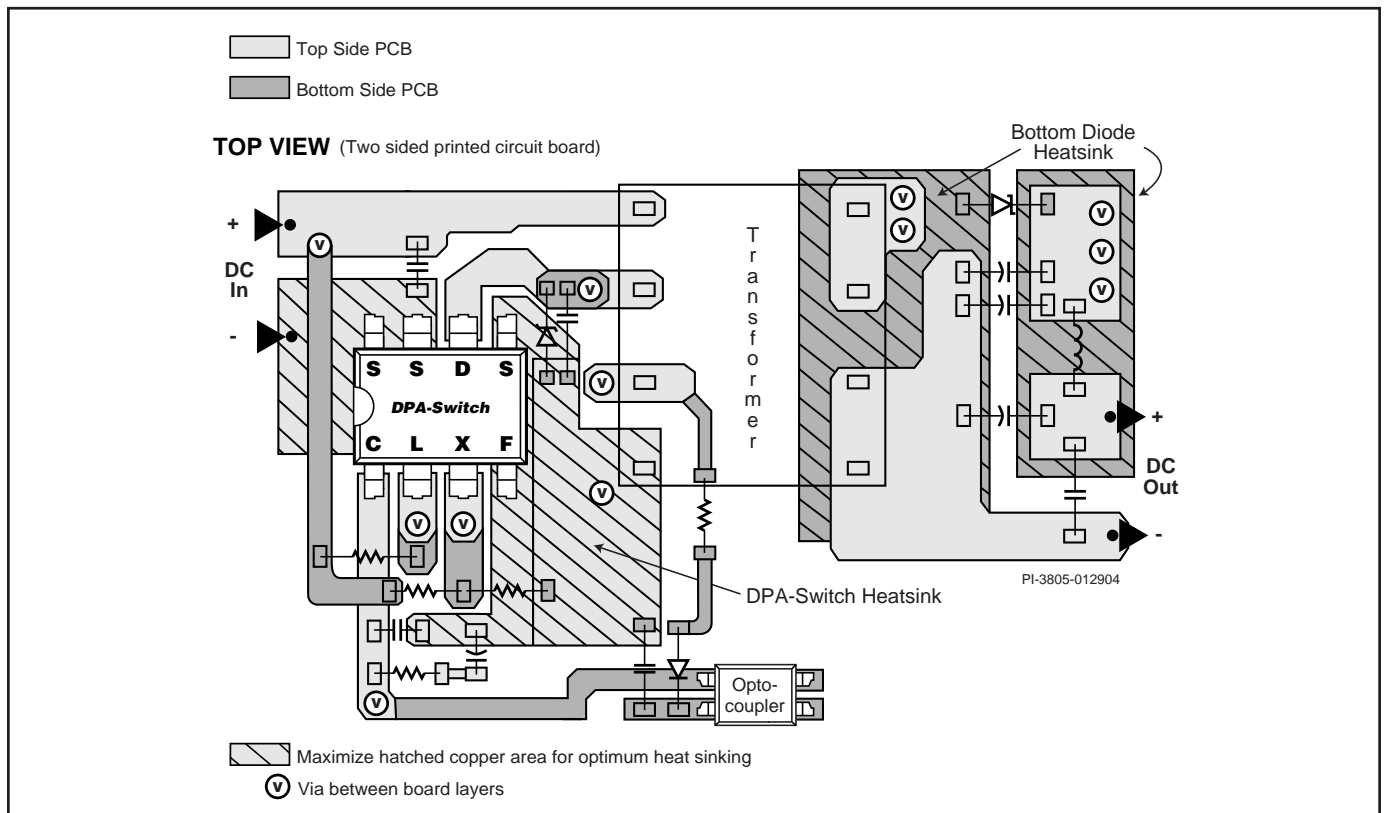 Top Side PCB
Bottom Side PCB
TOP VIEW (Two sided printed circuit board)
Bottom Diode
Heatsink
+
DC
In
-
V
V
V
V
V
V
V
V
V
V
V
V
S S D S
DPA-Switch
C L X F
Transformer
+
DC
Out
-
PI-3805-012904
DPA-Switch Heatsink
Opto-
coupler
Maximize hatched copper area for optimum heat sinking
V Via between board layers